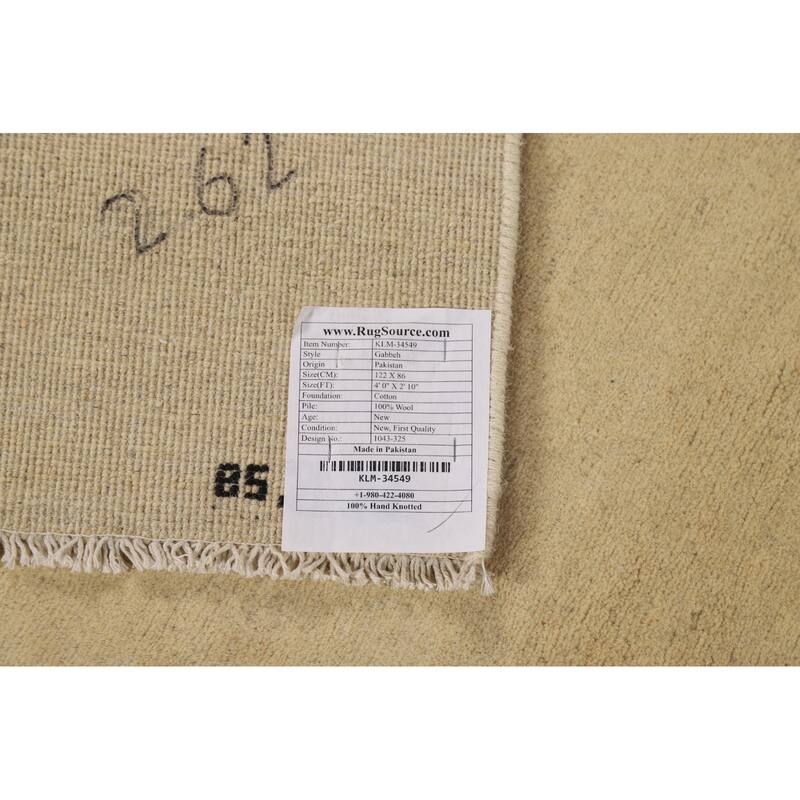 262
www.RugSource.com
Item Number: KLM-34549
Style Gabbeh
Origin Pakistan
Size(CM): 122 X 86
Size(FT): 4' 0" X 2' 10"
Foundation: Cotton
Pile: 100% Wool
Age: New
Condition: New, First Quality
Design No.: 1043-325
Made in Pakistan
KLM-34549
85
+1-980-422-4080
100% Hand Knotted